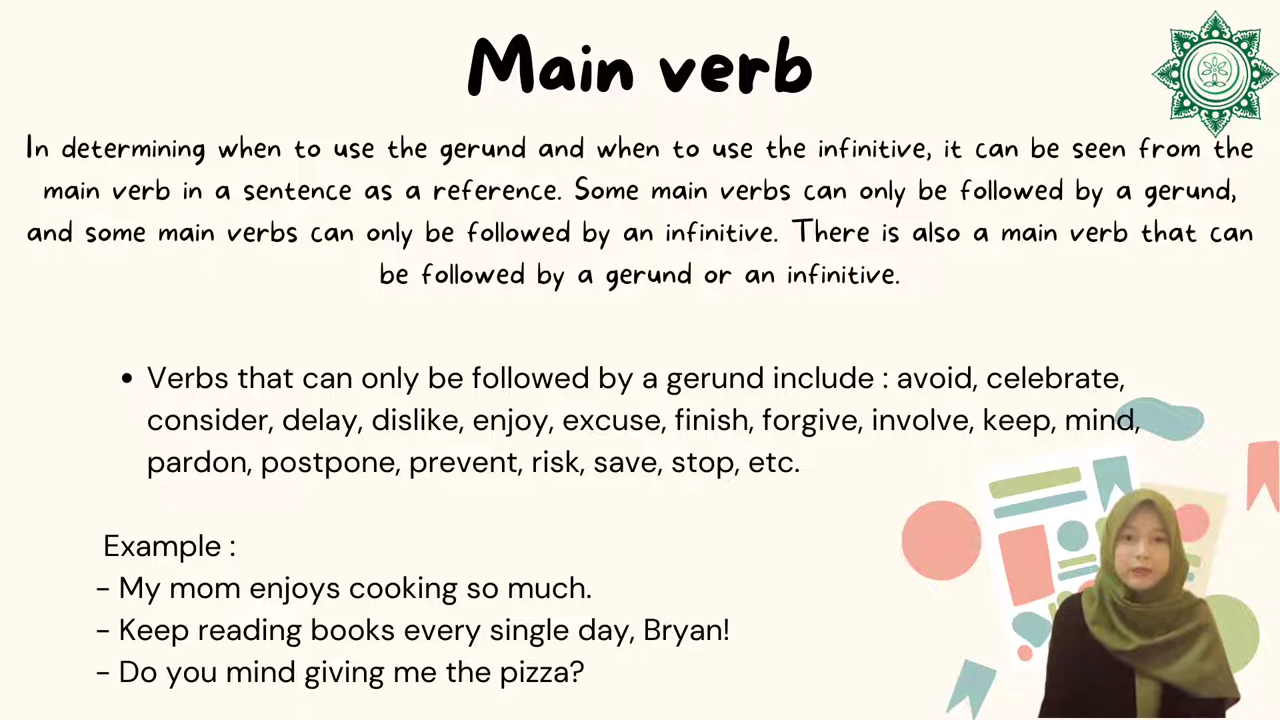 Main verb
In determining when to use the gerund and when to use the infinitive, it can be seen from the
main verb in a sentence as a reference. Some main verbs can only be followed by a gerund,
and some main verbs can only be followed by an infinitive. There is also a main verb that can
be followed by a gerund or an infinitive.
• Verbs that can only be followed by a gerund include : avoid, celebrate,
consider, delay, dislike, enjoy, excuse, finish, forgive, involve, keep, mind,
pardon, postpone, prevent, risk, save, stop, etc.
Example :
- My mom enjoys cooking so much.
- Keep reading books every single day, Bryan!
- Do you mind giving me the pizza?